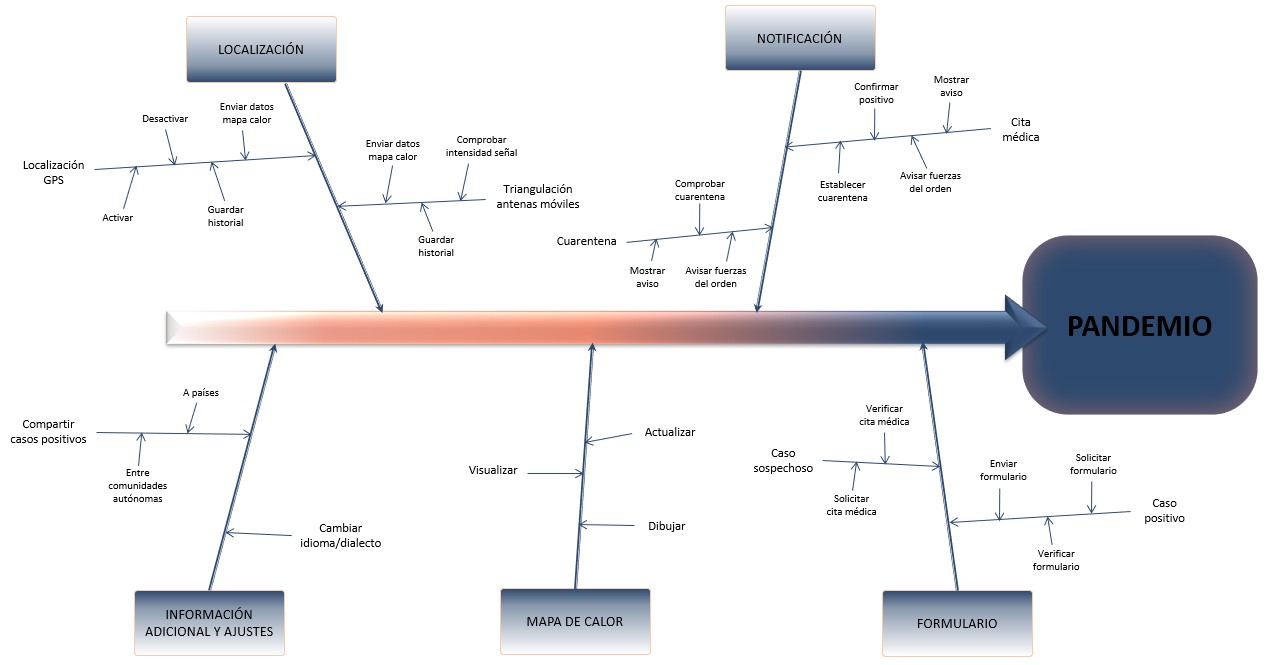 LOCALIZACIÓN
NOTIFICACIÓN
Desactivar
Enviar datos
mapa calor
Localización
GPS
Activar
Guardar
historial
Enviar datos
mapa calor
Comprobar
intensidad señal
Triangulación
antenas móviles
Guardar
historial
Confirmar
positivo
Mostrar
aviso
Cita
médica
Establecer
cuarentena
Avisar fuerzas
del orden
Comprobar
cuarentena
Cuarentena
Mostrar
aviso
Avisar fuerzas
del orden
PANDEMIO
A países
Compartir
casos positivos
Entre
comunidades
autónomas
Cambiar
idioma/dialecto
INFORMACIÓN
ADICIONAL Y AJUSTES
Actualizar
Visualizar
Dibujar
MAPA DE CALOR
Verificar
cita médica
Caso
sospechoso
Solicitar
cita médica
Enviar
formulario
Solicitar
formulario
Caso
positivo
Verificar
formulario
FORMULARIO